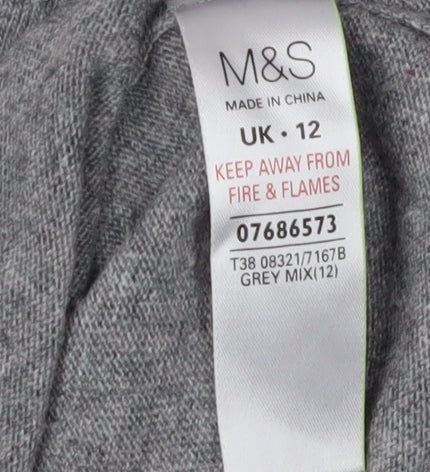 M&S
MADE IN CHINA
UK · 12
KEEP AWAY FROM
FIRE & FLAMES
07686573
T38 08321/7167B
GREY MIX(12)